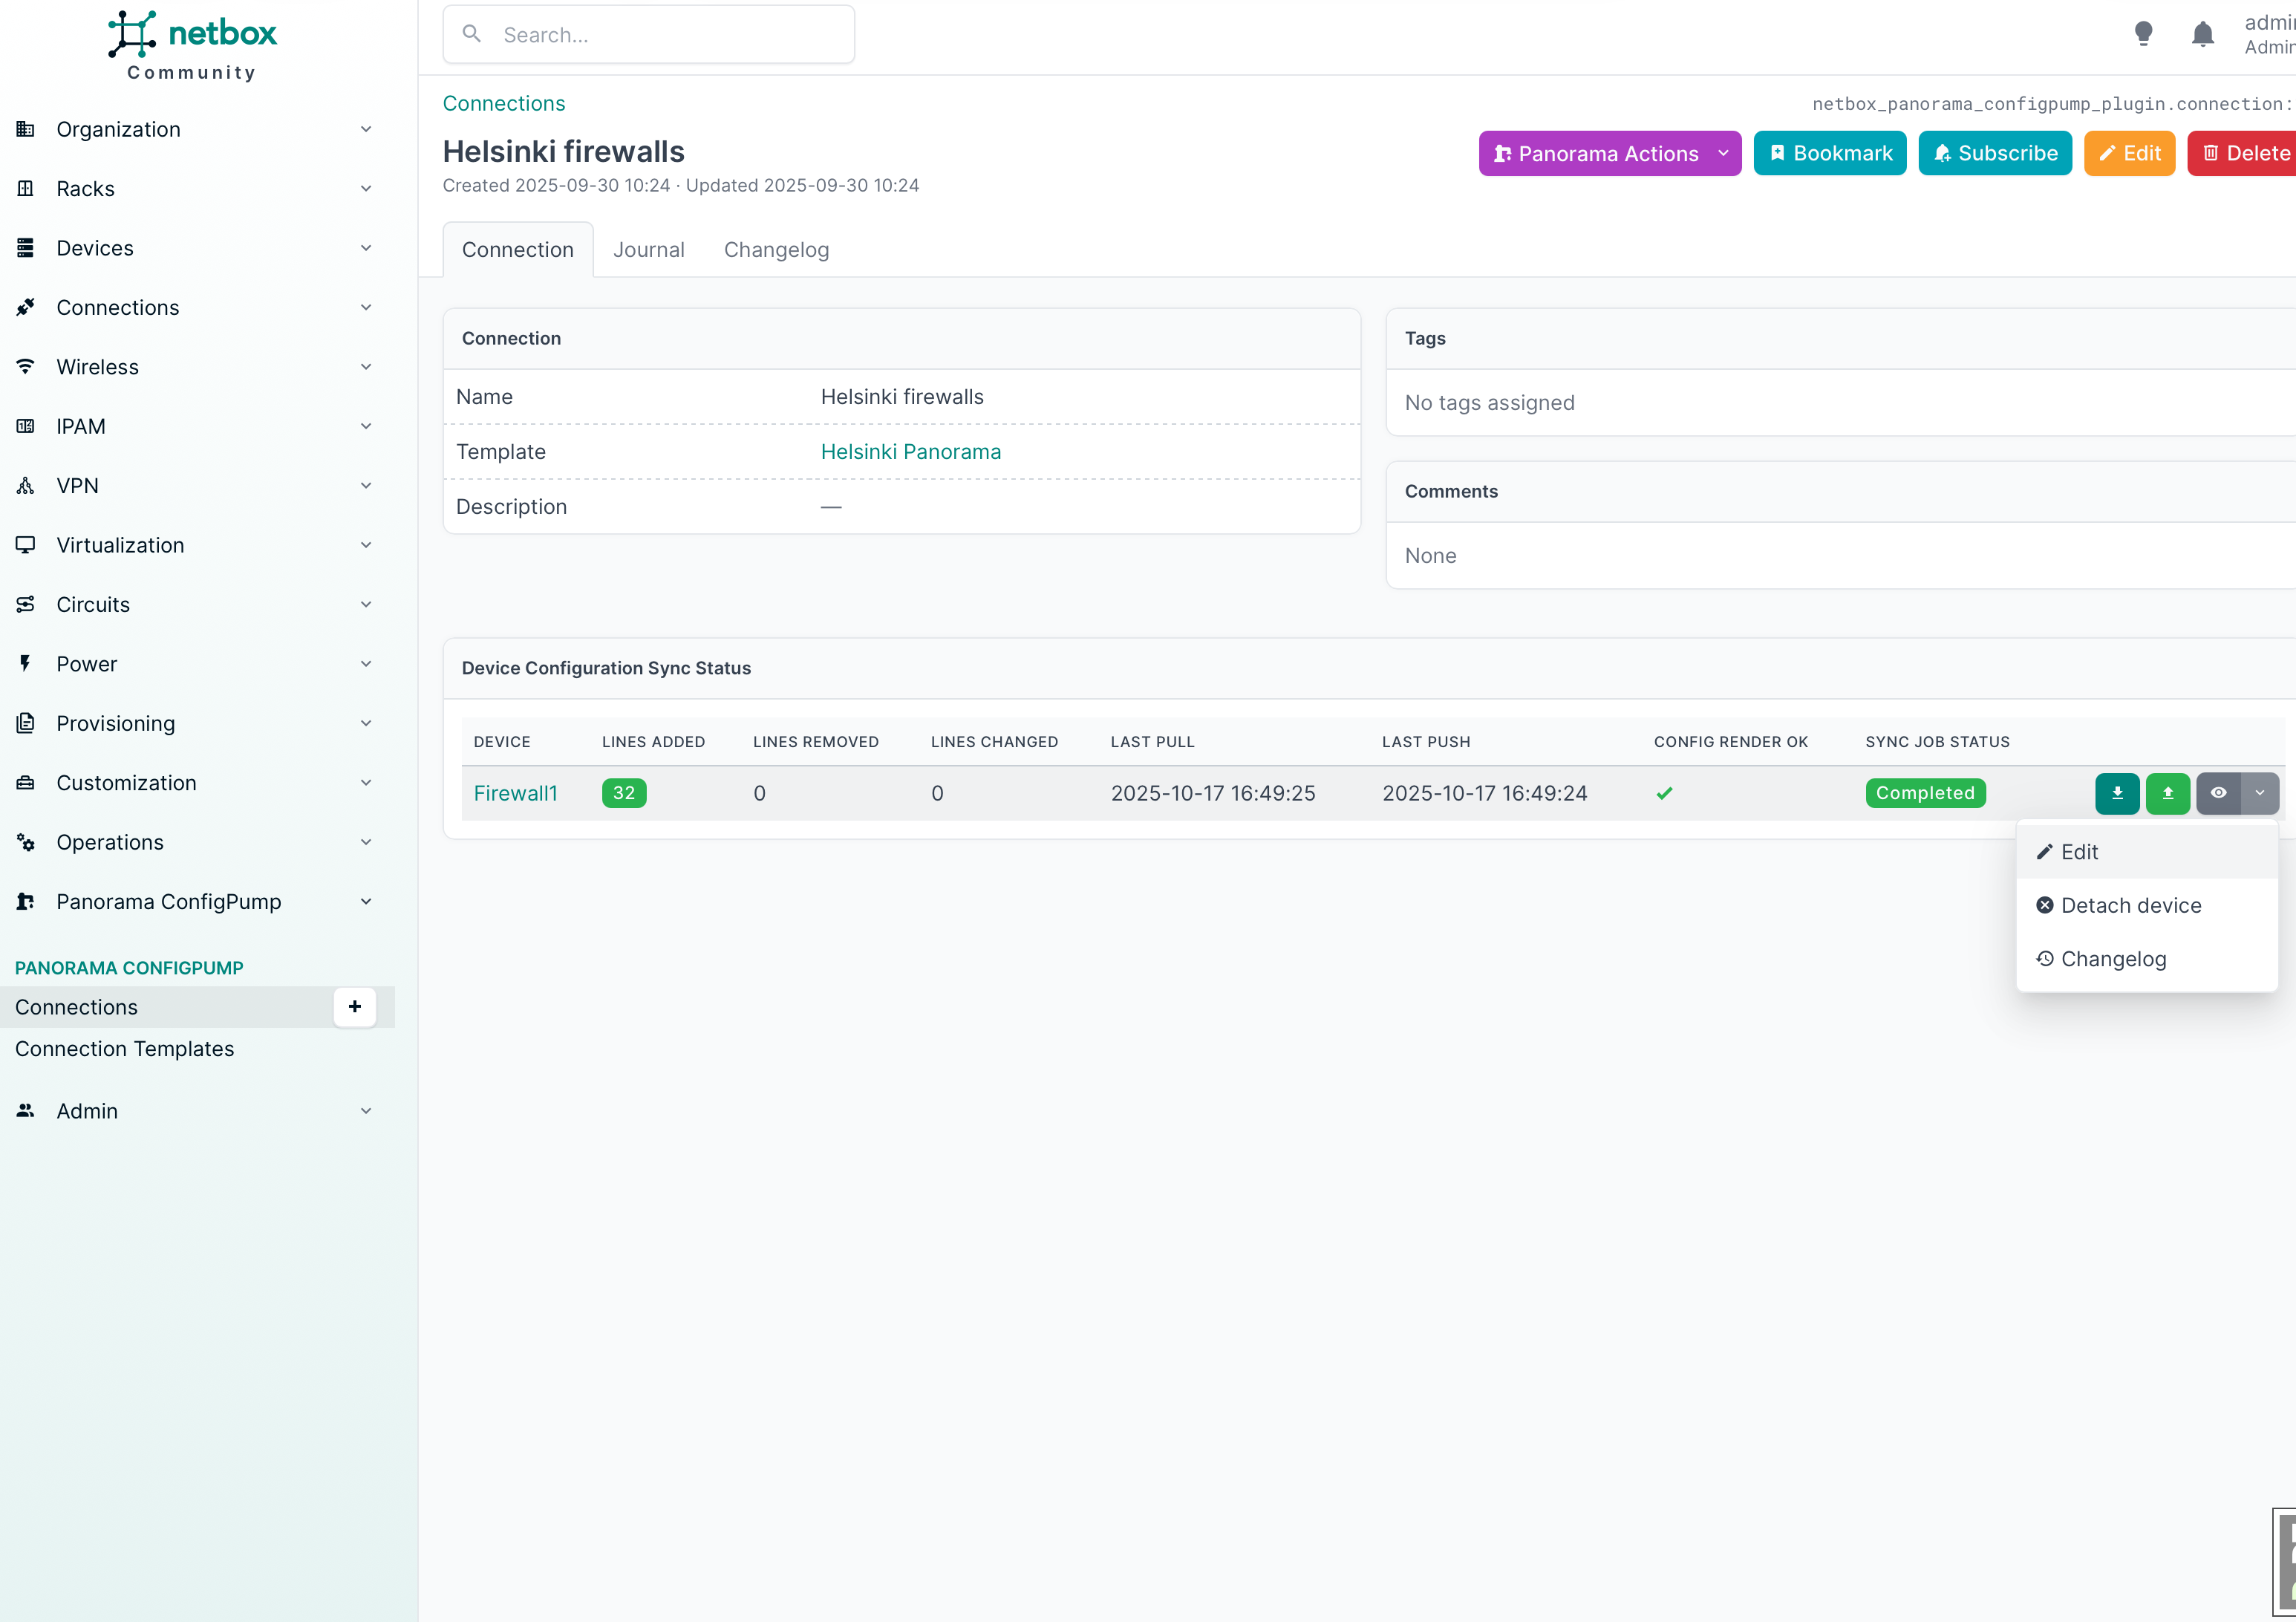 netbox
Community
Search...
admi
Admin
Organization
Racks
Devices
Connections
Wireless
IPAM
VPN
Virtualization
Circuits
Power
Provisioning
Customization
Operations
Panorama ConfigPump
PANORAMA CONFIGPUMP
Connections
+
Connection Templates
Admin
Connections
netbox_panorama_configpump_plugin.connection:
Helsinki firewalls
Created 2025-09-30 10:24 · Updated 2025-09-30 10:24
Panorama Actions
Bookmark
Subscribe
Edit
Delete
Connection Journal Changelog
Connection
Name Helsinki firewalls
Template Helsinki Panorama
Description —
Tags
No tags assigned
Comments
None
Device Configuration Sync Status
DEVICE LINES ADDED LINES REMOVED LINES CHANGED LAST PULL LAST PUSH CONFIG RENDER OK SYNC JOB STATUS
Firewall1 32 0 0 2025-10-17 16:49:25 2025-10-17 16:49:24 Completed
Edit
Detach device
Changelog